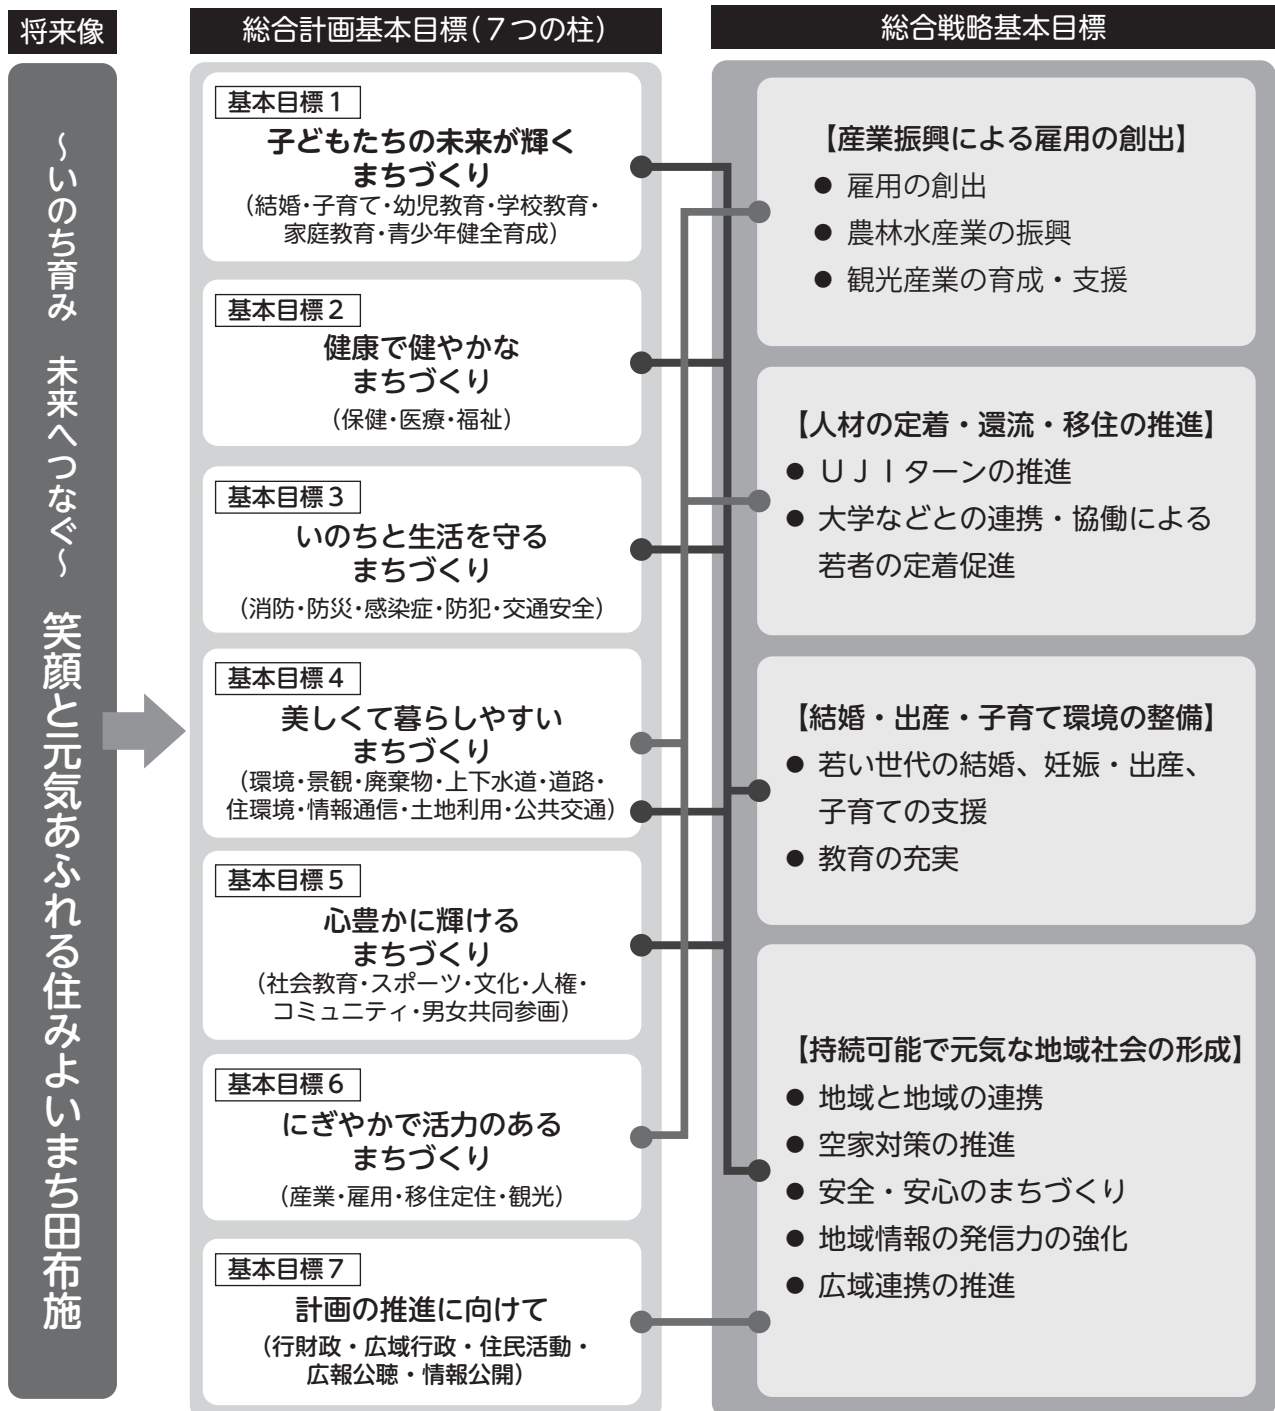 将来像
～いのち育み　未来へつなぐ～　笑顔と元気あふれる住みよいまち田布施
総合計画基本目標（７つの柱）
基本目標１
子どもたちの未来が輝く
まちづくり
（結婚・子育て・幼児教育・学校教育・
家庭教育・青少年健全育成）
基本目標２
健康で健やかな
まちづくり
（保健・医療・福祉）
基本目標３
いのちと生活を守る
まちづくり
（消防・防災・感染症・防犯・交通安全）
基本目標４
美しくて暮らしやすい
まちづくり
（環境・景観・廃棄物・上下水道・道路・
住環境・情報通信・土地利用・公共交通）
基本目標５
心豊かに輝ける
まちづくり
（社会教育・スポーツ・文化・人権・
コミュニティ・男女共同参画）
基本目標６
にぎやかで活力のある
まちづくり
（産業・雇用・移住定住・観光）
基本目標７
計画の推進に向けて
（行財政・広域行政・住民活動・
広報公聴・情報公開）
総合戦略基本目標
【産業振興による雇用の創出】
● 雇用の創出
● 農林水産業の振興
● 観光産業の育成・支援
【人材の定着・還流・移住の推進】
● ＵＪＩターンの推進
● 大学などとの連携・協働による
若者の定着促進
【結婚・出産・子育て環境の整備】
● 若い世代の結婚、妊娠・出産、
子育ての支援
● 教育の充実
【持続可能で元気な地域社会の形成】
● 地域と地域の連携
● 空家対策の推進
● 安全・安心のまちづくり
● 地域情報の発信力の強化
● 広域連携の推進